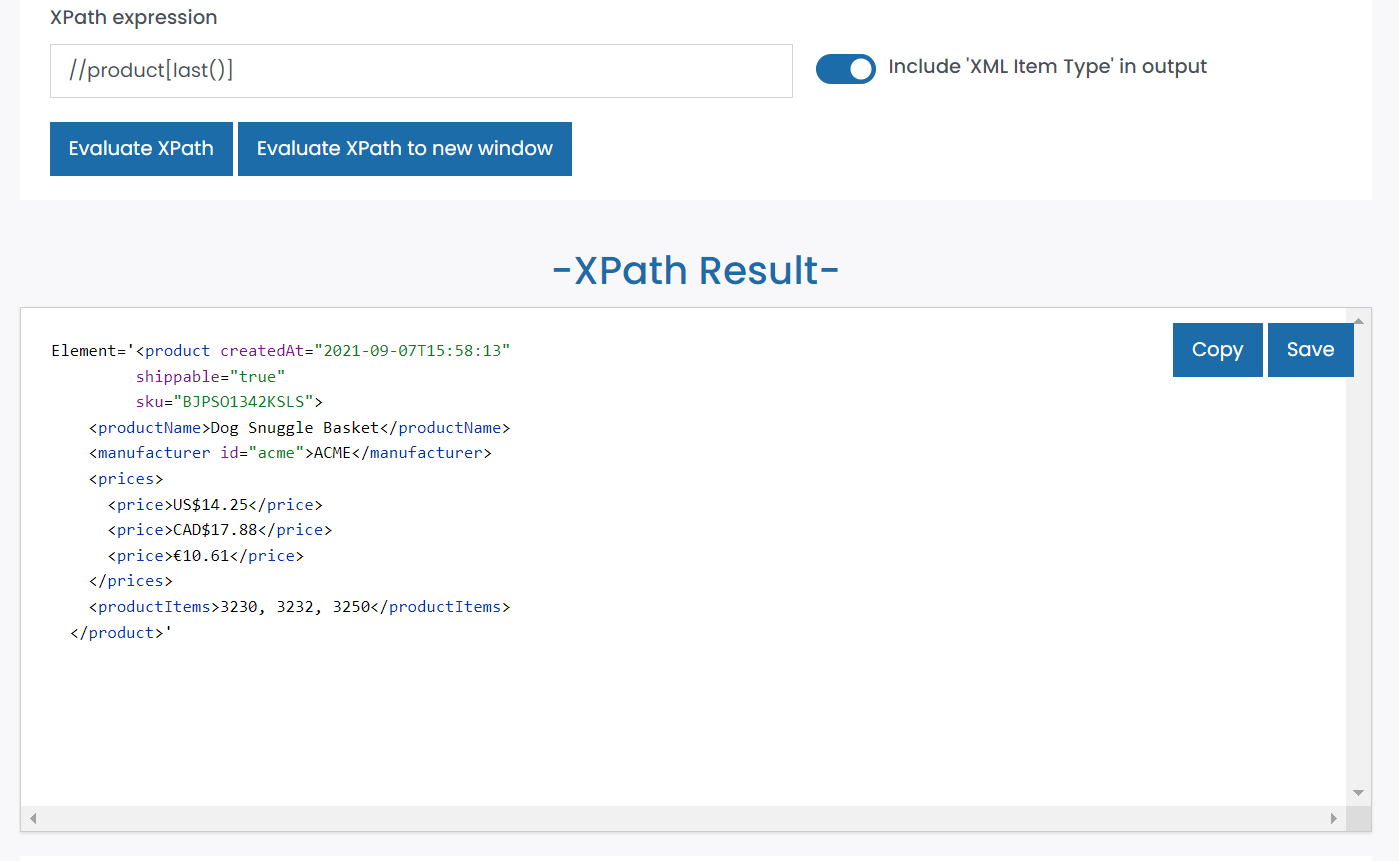 XPath expression
//product[last()]
Include 'XML Item Type' in output
Evaluate XPath
Evaluate XPath to new window
-XPath Result-
Copy
Save
Element='<product createdAt="2021-09-07T15:58:13"
         shippable="true"
         sku="BJPSO1342KSLS">
    <productName>Dog Snuggle Basket</productName>
    <manufacturer id="acme">ACME</manufacturer>
    <prices>
      <price>US$14.25</price>
      <price>CAD$17.88</price>
      <price>€10.61</price>
    </prices>
    <productItems>3230, 3232, 3250</productItems>
  </product>'